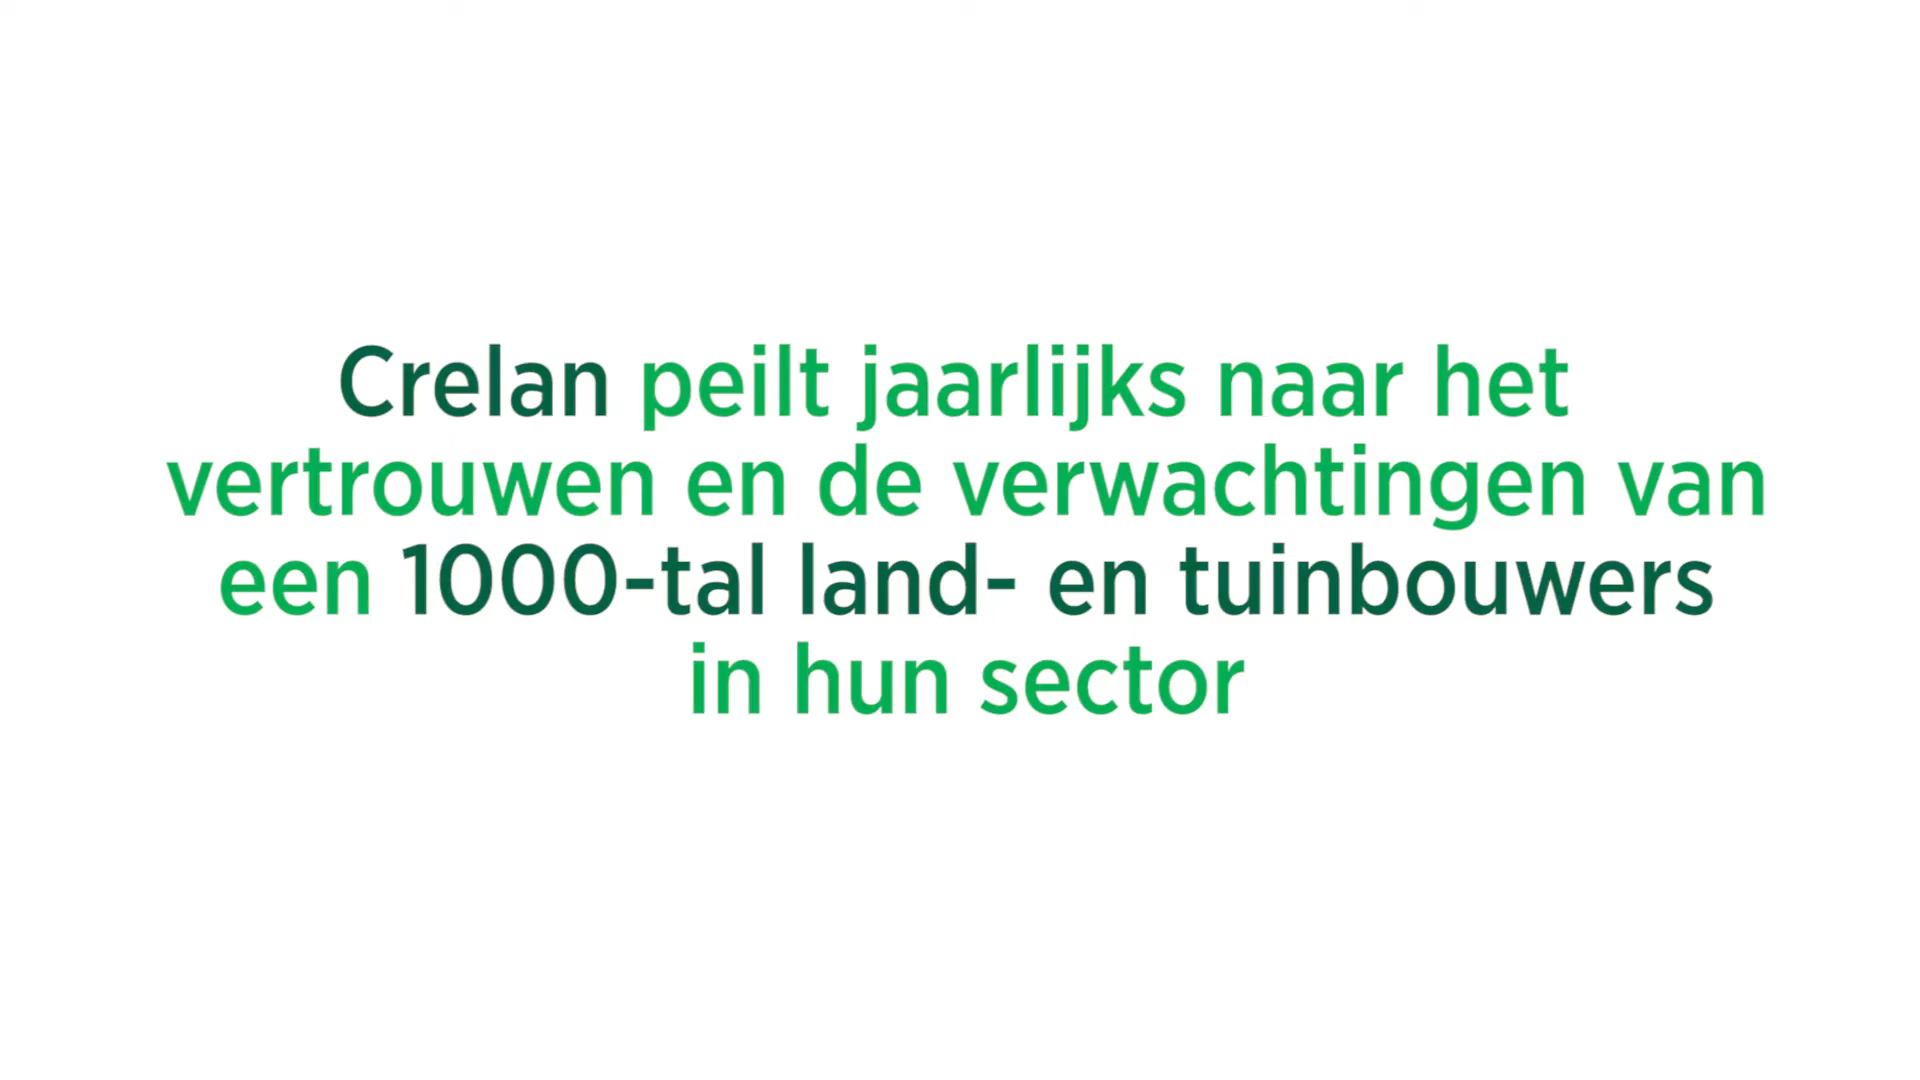 Crelan peilt jaarlijks naar het
vertrouwen en de verwachtingen van
een 1000-tal land- en tuinbouwers
in hun sector